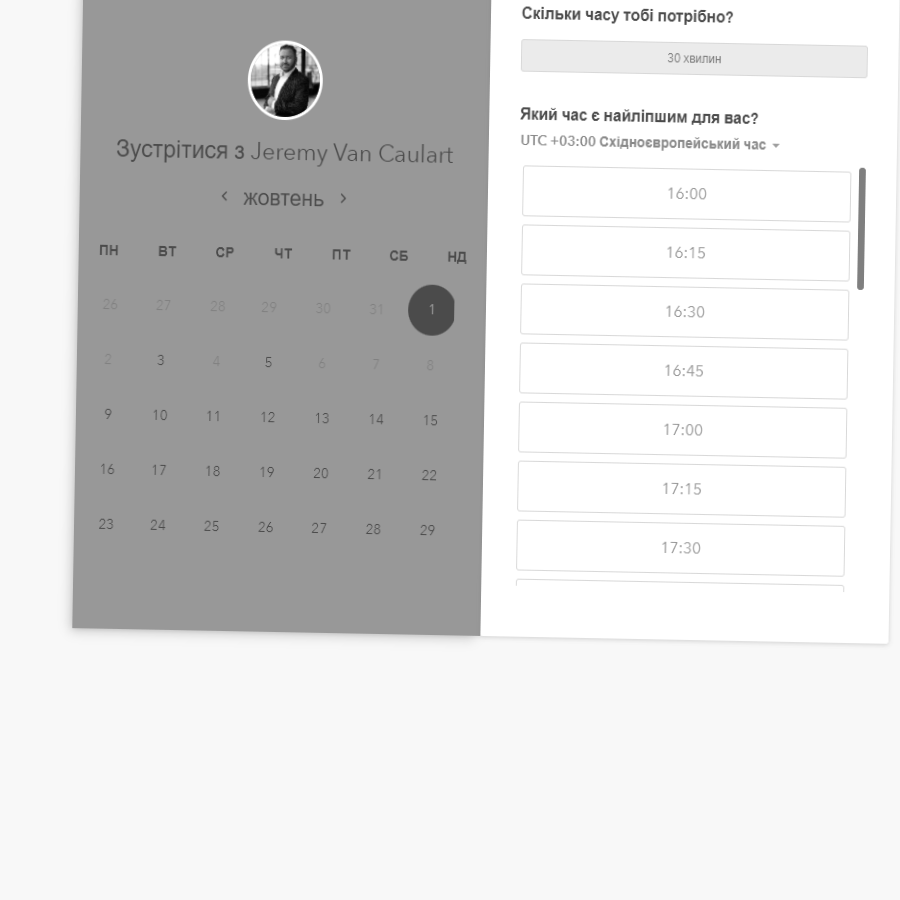 Зустрітися з Jeremy Van Caulart
жовтень
ПН ВТ СР ЧТ ПТ СБ НД
26 27 28 29 30 31 1
2 3 4 5 6 7 8
9 10 11 12 13 14 15
16 17 18 19 20 21 22
23 24 25 26 27 28 29
Скільки часу тобі потрібно?
30 хвилин
Який час є найліпшим для вас?
UTC +03:00 Східноєвропейський час
16:00
16:15
16:30
16:45
17:00
17:15
17:30